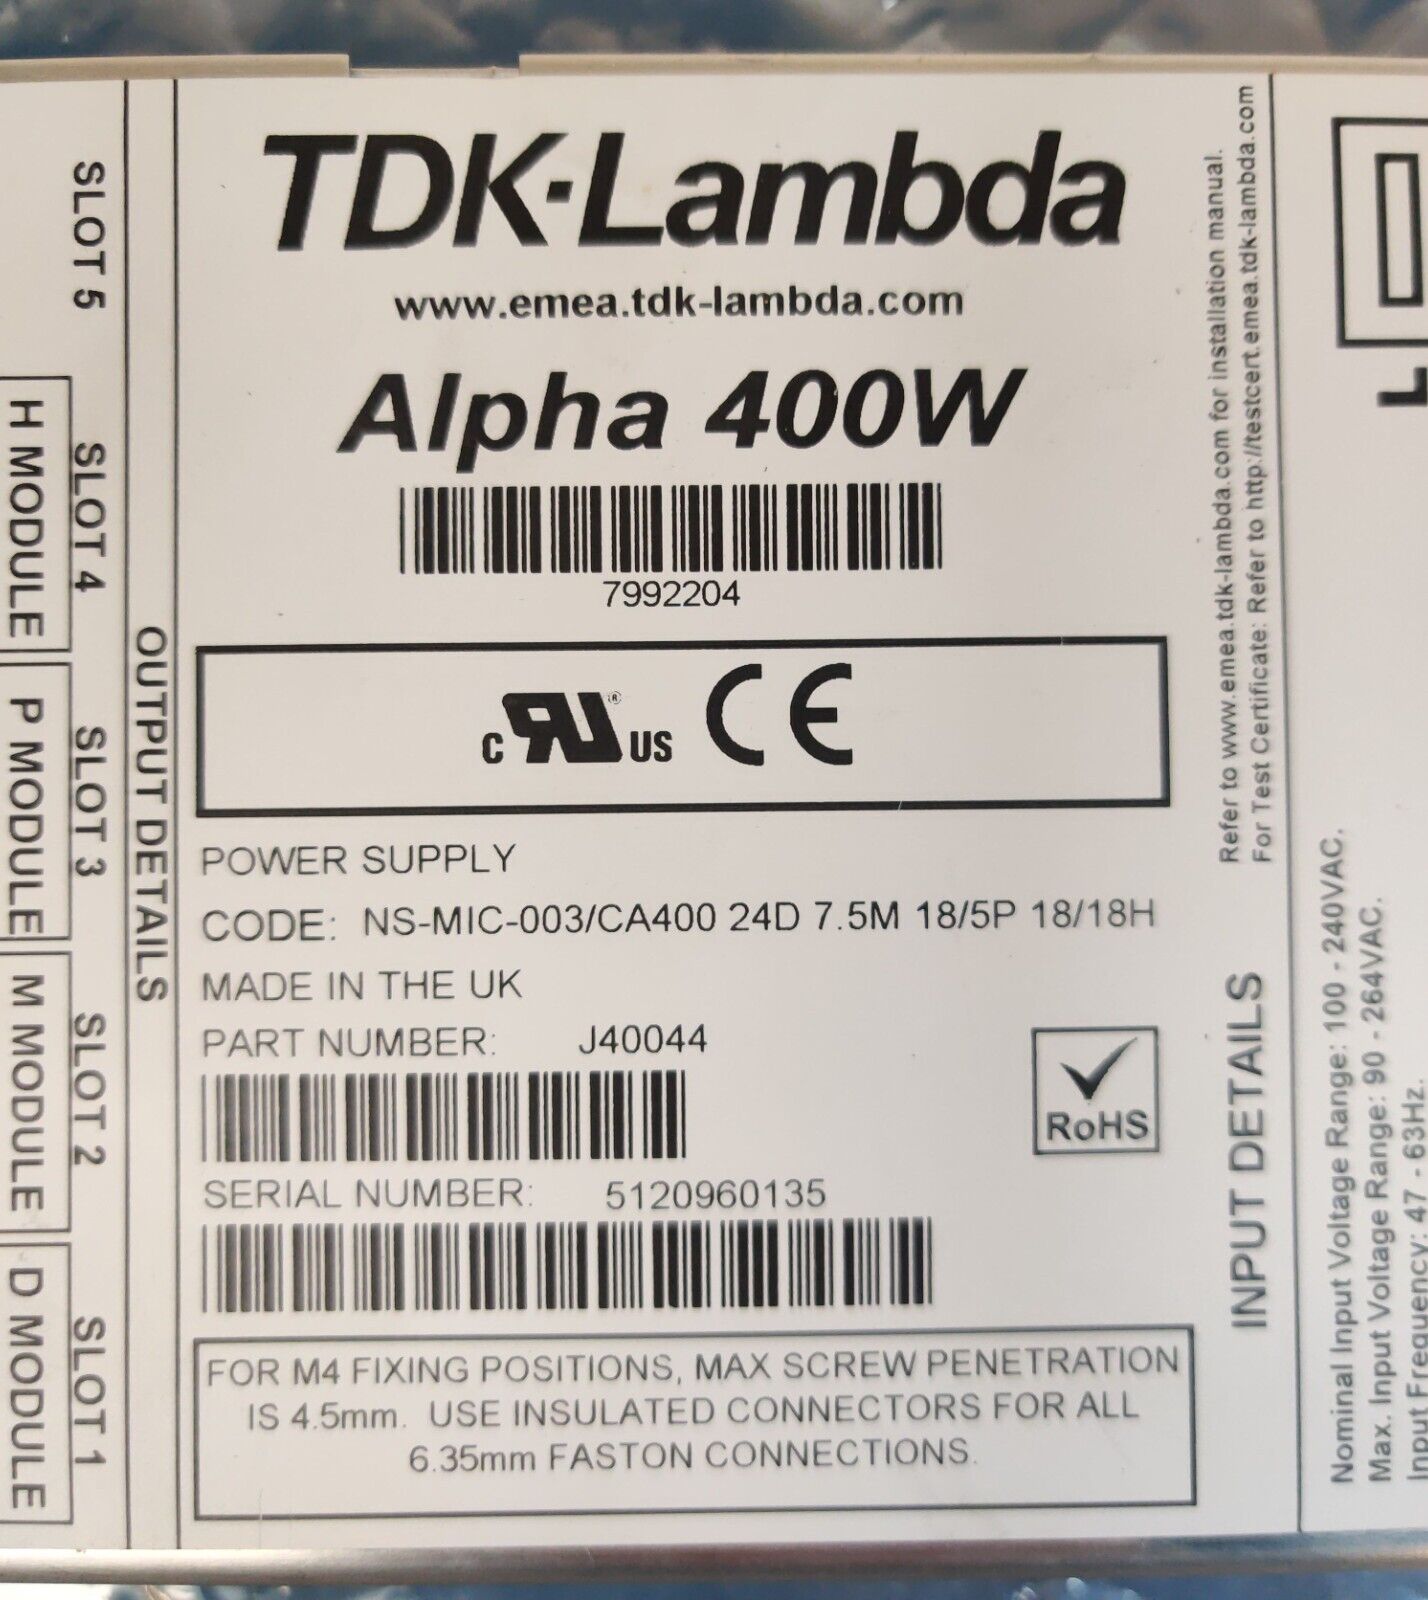 SLOT 5
SLOT 4
H MODULE
SLOT 3
P MODULE
SLOT 2
M MODULE
SLOT 1
D MODULE
OUTPUT DETAILS
TDK·Lambda
www.emea.tdk-lambda.com
Alpha 400W
7992204
c RU ® US CE
POWER SUPPLY
CODE: NS-MIC-003/CA400 24D 7.5M 18/5P 18/18H
MADE IN THE UK
PART NUMBER: J40044
RoHS
SERIAL NUMBER: 5120960135
FOR M4 FIXING POSITIONS, MAX SCREW PENETRATION
IS 4.5mm. USE INSULATED CONNECTORS FOR ALL
6.35mm FASTON CONNECTIONS.
Refer to www.emea.tdk-lambda.com for installation manual.
For Test Certificate: Refer to http://testcert.emea.tdk-lambda.com
INPUT DETAILS
L
Nominal Input Voltage Range: 100 - 240VAC.
Max. Input Voltage Range: 90 - 264VAC.
Input Frequency: 47 - 63Hz.